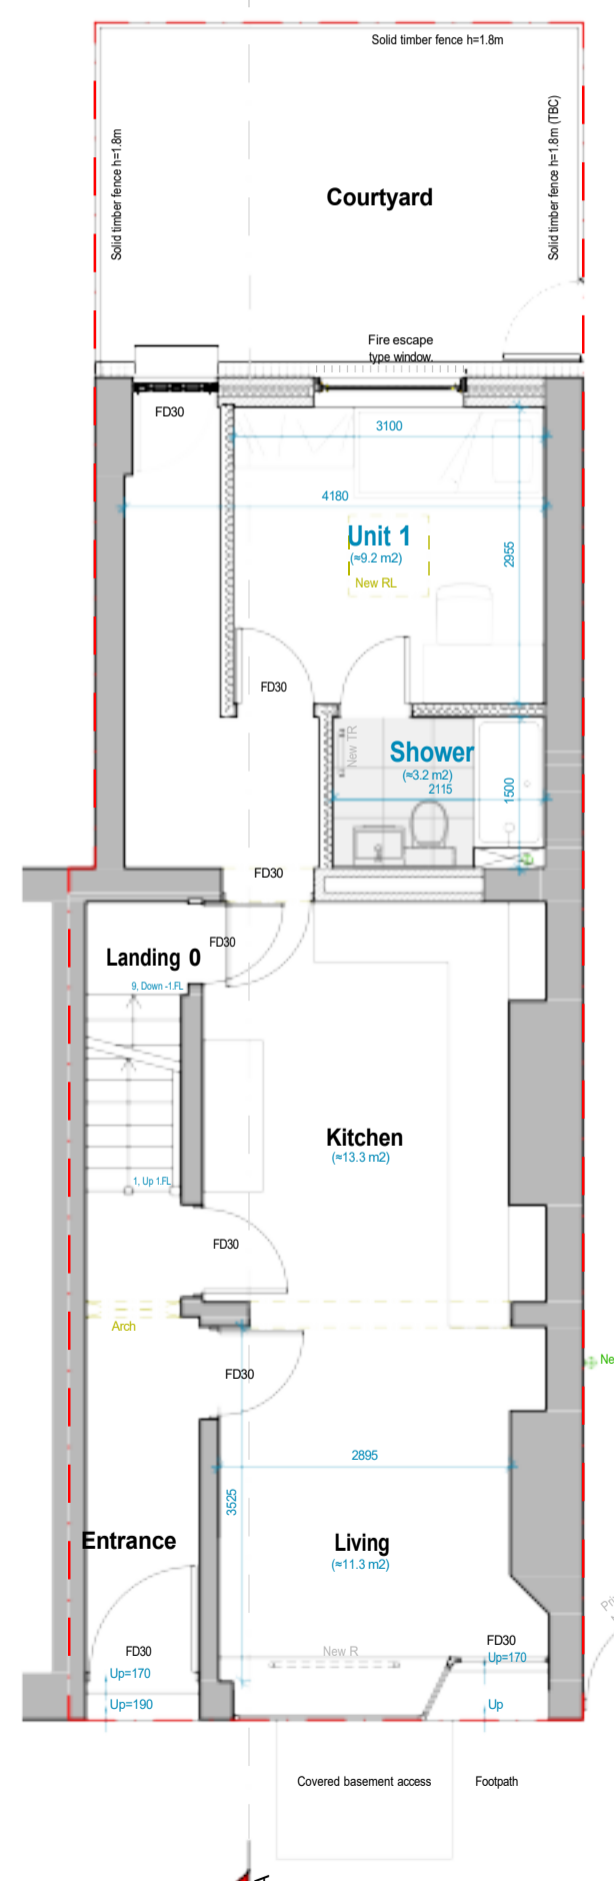 Solid timber fence h=1.8m
Solid timber fence h=1.8m
Solid timber fence h=1.8m (TBC)
Courtyard
Fire escape
type window.
FD30
3100
4180
Unit 1
(≈9.2 m2)
New RL
2955
FD30
New TR
Shower
(≈3.2 m2)
2115
1500
FD30
FD30
Landing 0
9, Down -1.FL
Kitchen
(≈13.3 m2)
1, Up 1.FL
FD30
Arch
Ne
FD30
2895
3525
Entrance
Living
(≈11.3 m2)
FD30
New R
FD30
Up=170
Up=170
Up=190
Up
Covered basement access
Footpath
A